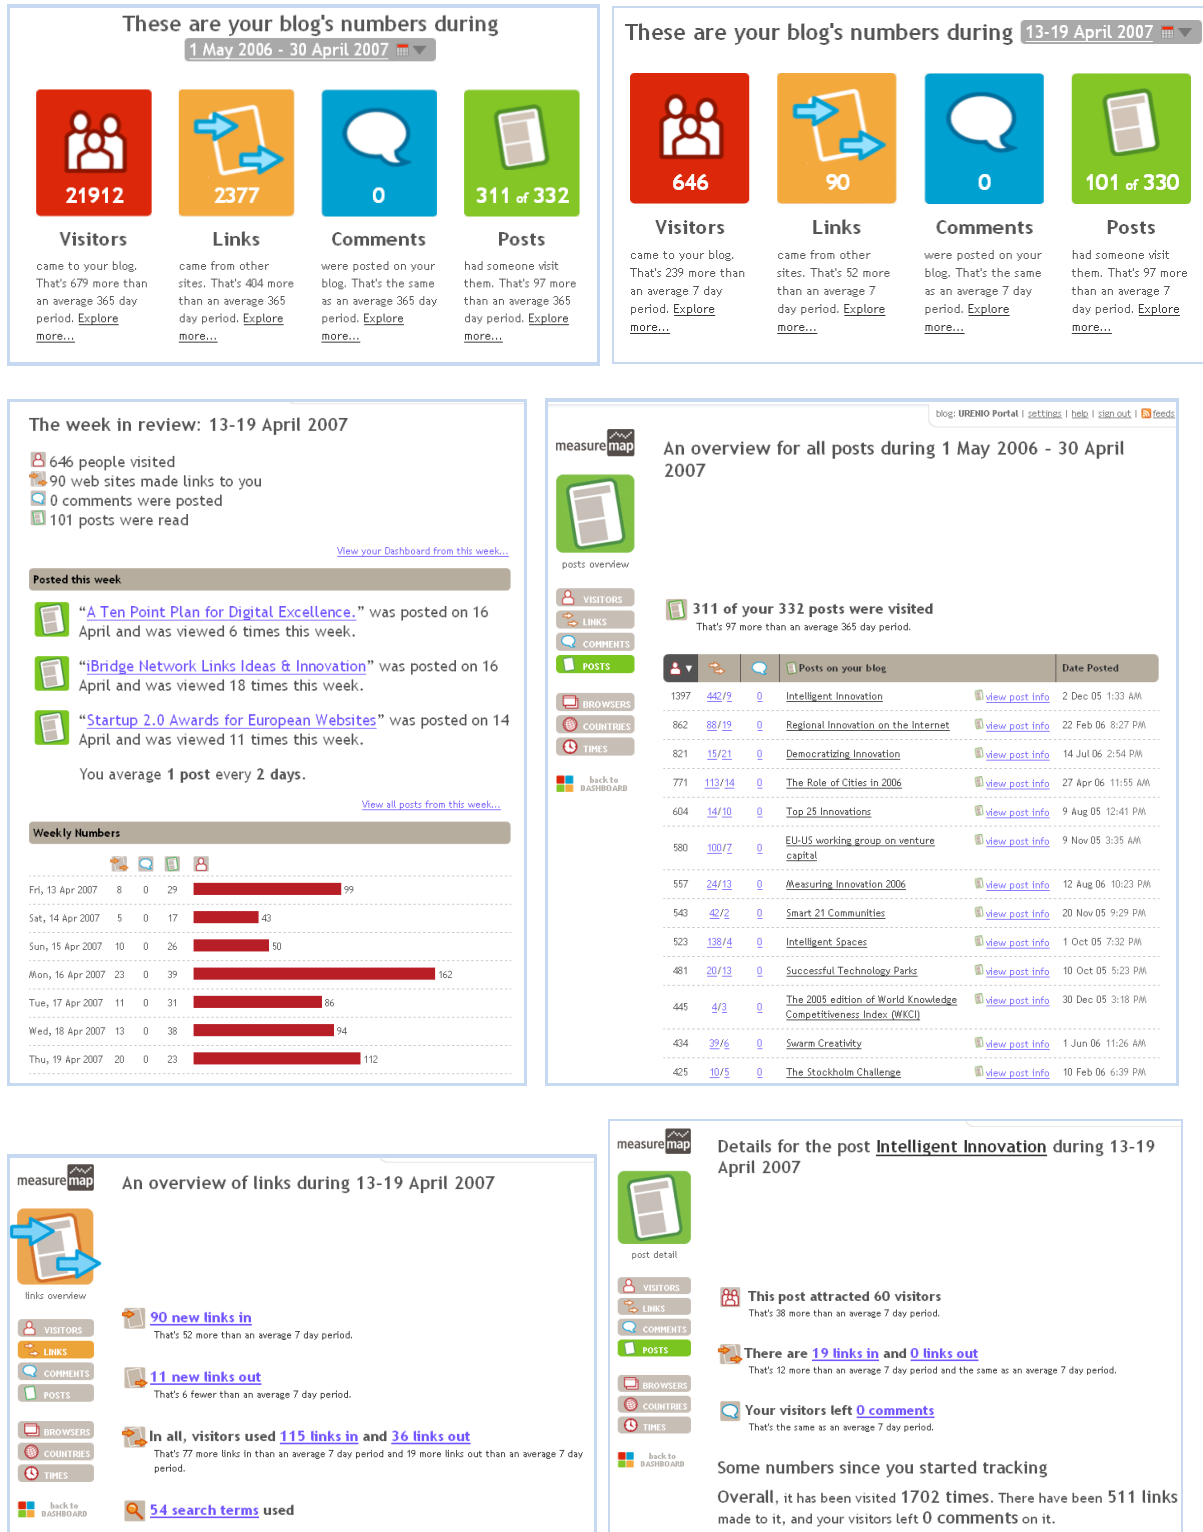 These are your blog's numbers during
1 May 2006 - 30 April 2007
21912
2377
0
311 of 332
Visitors
Links
Comments
Posts
came to your blog.
That's 679 more than
an average 365 day
period. Explore
more...
came from other
sites. That's 404 more
than an average 365
day period. Explore
more...
were posted on your
blog. That's the same
as an average 365 day
period. Explore
more...
had someone visit
them. That's 97 more
than an average 365
day period. Explore
more...
These are your blog's numbers during 13-19 April 2007
646
90
0
101 of 330
Visitors
Links
Comments
Posts
came to your blog.
That's 239 more than
an average 7 day
period. Explore
more...
came from other
sites. That's 52 more
than an average 7
day period. Explore
more...
were posted on your
blog. That's the same
as an average 7 day
period. Explore
more...
had someone visit
them. That's 97 more
than an average 7
day period. Explore
more...
The week in review: 13-19 April 2007
646 people visited
90 web sites made links to you
0 comments were posted
101 posts were read
View your Dashboard from this week...
Posted this week
“A Ten Point Plan for Digital Excellence.” was posted on 16
April and was viewed 6 times this week.
“iBridge Network Links Ideas & Innovation” was posted on 16
April and was viewed 18 times this week.
“Startup 2.0 Awards for European Websites” was posted on 14
April and was viewed 11 times this week.
You average 1 post every 2 days.
View all posts from this week...
Weekly Numbers
Fri, 13 Apr 2007 8 0 29 99
Sat, 14 Apr 2007 5 0 17 43
Sun, 15 Apr 2007 10 0 26 50
Mon, 16 Apr 2007 23 0 39 162
Tue, 17 Apr 2007 11 0 31 86
Wed, 18 Apr 2007 13 0 38 94
Thu, 19 Apr 2007 20 0 23 112
blog: URENIO Portal | settings | help | sign out | feeds
measure map
posts overview
VISITORS
LINKS
COMMENTS
POSTS
BROWSERS
COUNTRIES
TIMES
back to
DASHBOARD
An overview for all posts during 1 May 2006 - 30 April
2007
311 of your 332 posts were visited
That's 97 more than an average 365 day period.
Posts on your blog Date Posted
1397 442/9 0 Intelligent Innovation view post info 2 Dec 05 1:33 AM
862 88/19 0 Regional Innovation on the Internet view post info 22 Feb 06 8:27 PM
821 15/21 0 Democratizing Innovation view post info 14 Jul 06 2:54 PM
771 113/14 0 The Role of Cities in 2006 view post info 27 Apr 06 11:55 AM
604 14/10 0 Top 25 Innovations view post info 9 Aug 05 12:41 PM
580 100/7 0 EU-US working group on venture
capital view post info 9 Nov 05 3:35 AM
557 24/13 0 Measuring Innovation 2006 view post info 12 Aug 06 10:23 PM
543 42/2 0 Smart 21 Communities view post info 20 Nov 05 9:29 PM
523 138/4 0 Intelligent Spaces view post info 1 Oct 05 7:32 PM
481 20/13 0 Successful Technology Parks view post info 10 Oct 05 5:23 PM
445 4/3 0 The 2005 edition of World Knowledge
Competitiveness Index (WKCI) view post info 30 Dec 05 3:18 PM
434 39/6 0 Swarm Creativity view post info 1 Jun 06 11:26 AM
425 10/5 0 The Stockholm Challenge view post info 10 Feb 06 6:39 PM
measure map
links overview
VISITORS
LINKS
COMMENTS
POSTS
BROWSERS
COUNTRIES
TIMES
back to
DASHBOARD
An overview of links during 13-19 April 2007
90 new links in
That's 52 more than an average 7 day period.
11 new links out
That's 6 fewer than an average 7 day period.
In all, visitors used 115 links in and 36 links out
That's 77 more links in than an average 7 day period and 19 more links out than an average 7 day
period.
54 search terms used
measure map
post detail
VISITORS
LINKS
COMMENTS
POSTS
BROWSERS
COUNTRIES
TIMES
back to
DASHBOARD
Details for the post Intelligent Innovation during 13-19
April 2007
This post attracted 60 visitors
That's 38 more than an average 7 day period.
There are 19 links in and 0 links out
That's 12 more than an average 7 day period and the same as an average 7 day period.
Your visitors left 0 comments
That's the same as an average 7 day period.
Some numbers since you started tracking
Overall, it has been visited 1702 times. There have been 511 links
made to it, and your visitors left 0 comments on it.